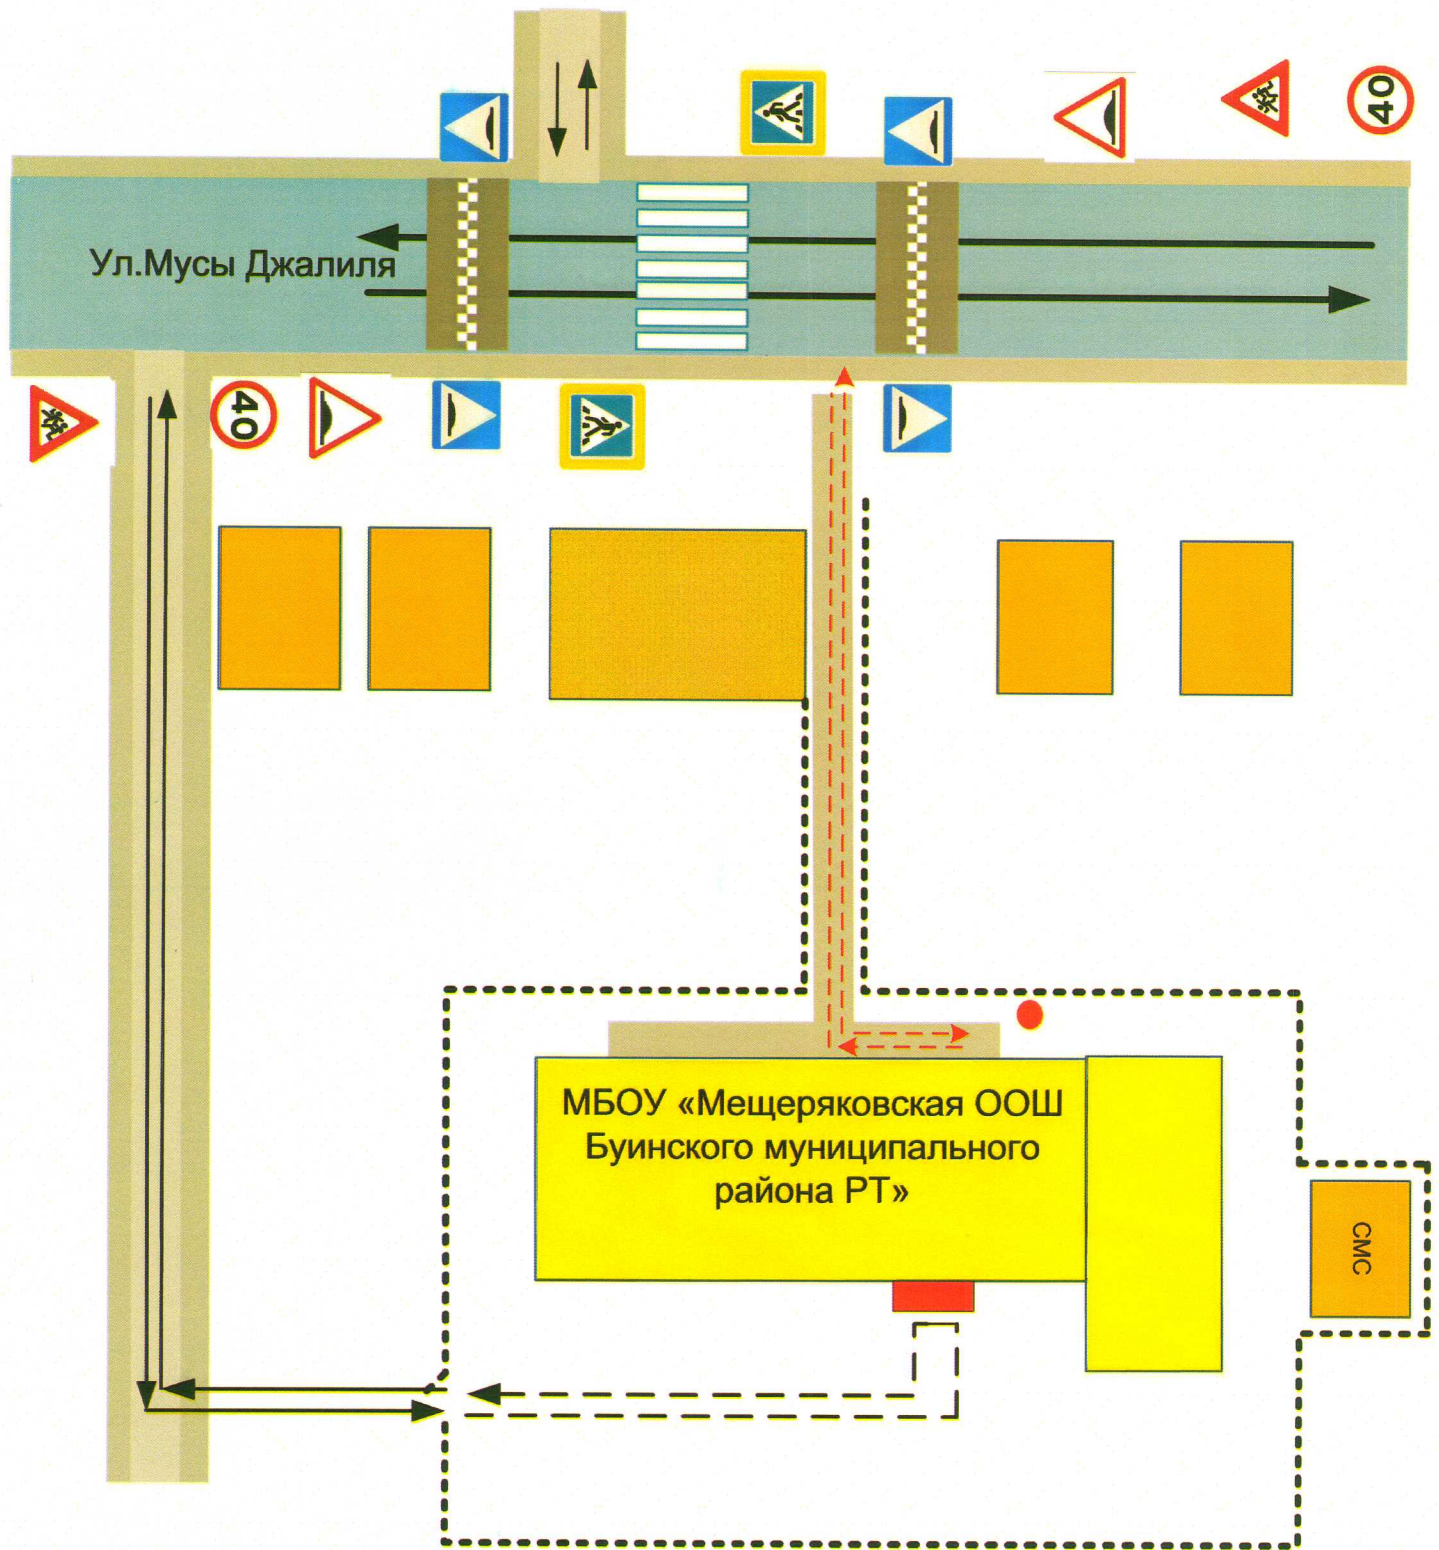 40
Ул.Мусы Джалиля
40
МБОУ «Мещеряковская ООШ
Буинского муниципального
района РТ»
СМС